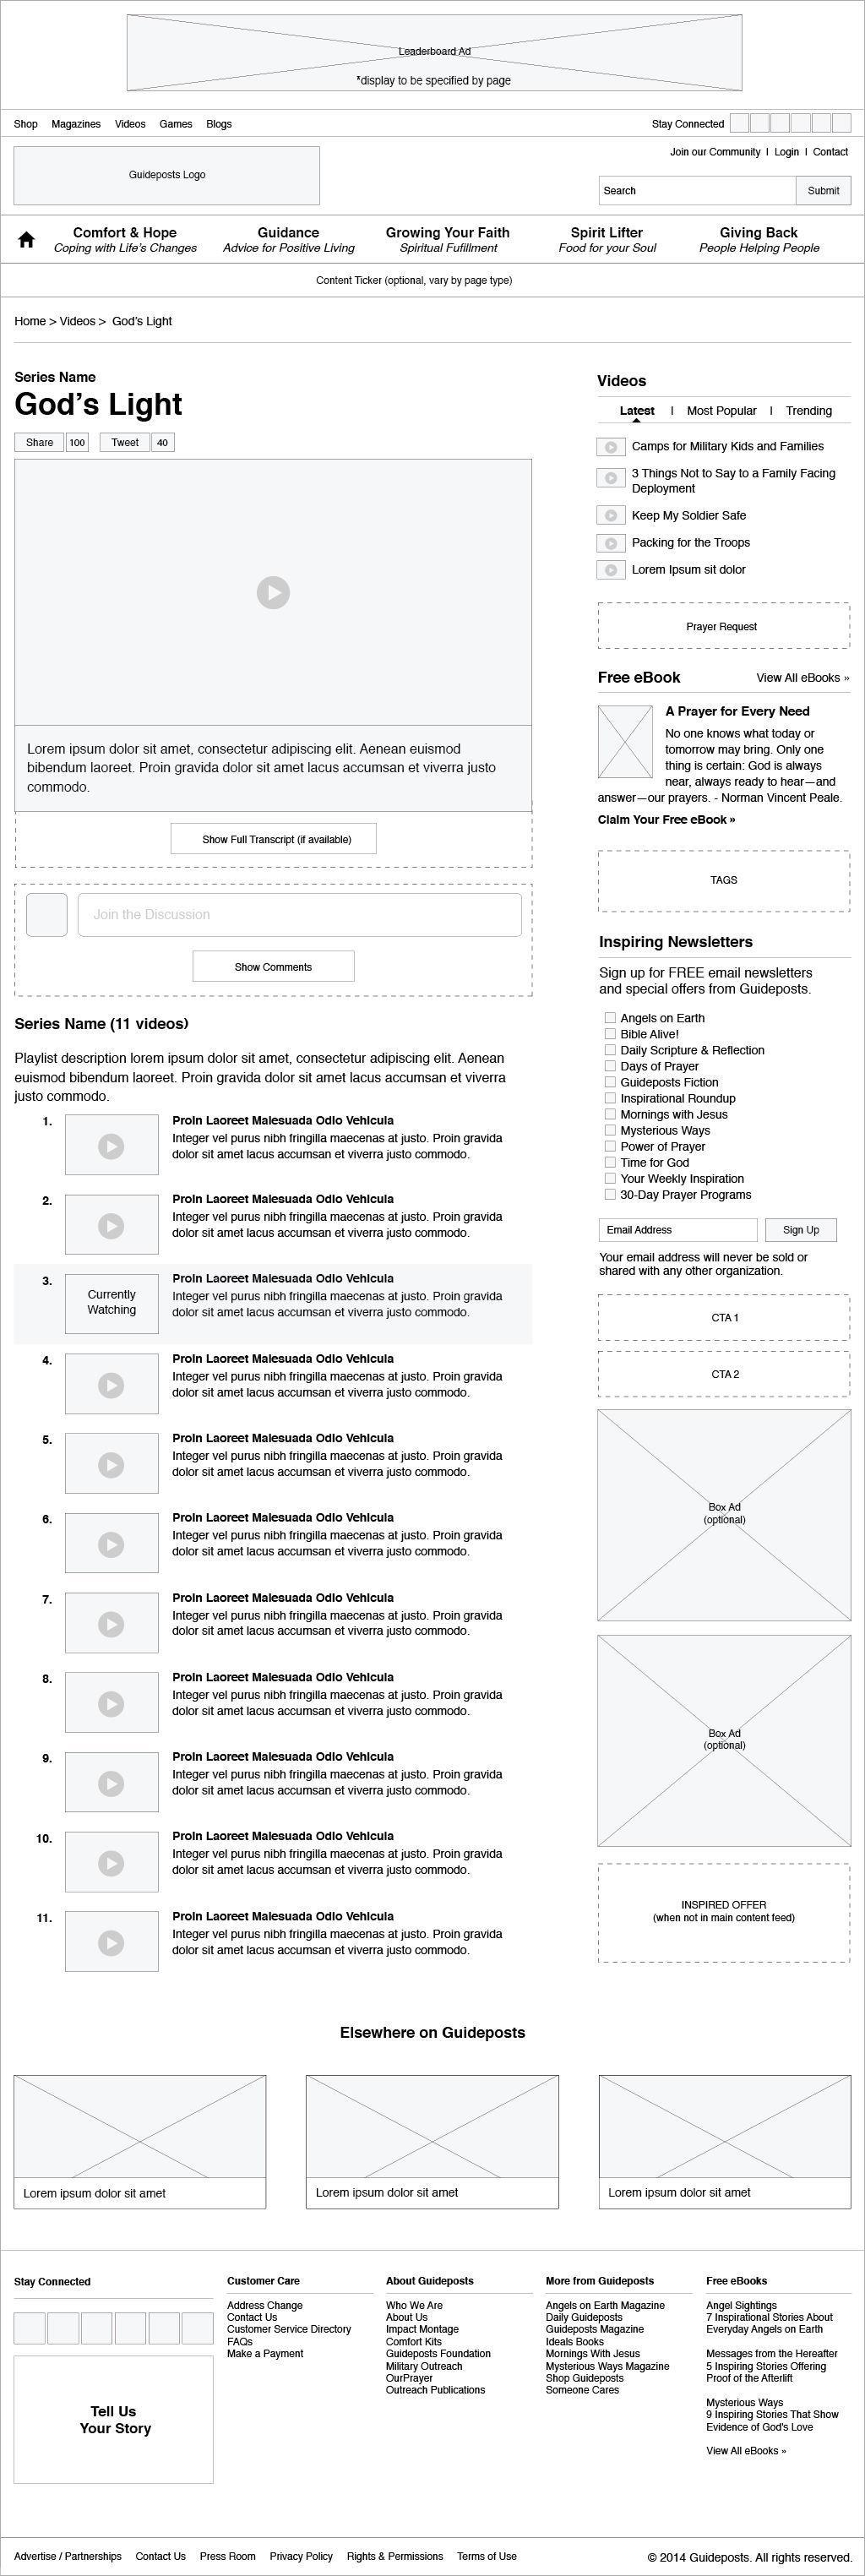 Leaderboard Ad
*display to be specified by page
Shop Magazines Videos Games Blogs
Stay Connected
Guideposts Logo
Join our Community | Login | Contact
Search
Submit
Comfort & Hope
Coping with Life's Changes
Guidance
Advice for Positive Living
Growing Your Faith
Spiritual Fufillment
Spirit Lifter
Food for your Soul
Giving Back
People Helping People
Content Ticker (optional, vary by page type)
Home > Videos > God's Light
Series Name
God's Light
Share 100 Tweet 40
Lorem ipsum dolor sit amet, consectetur adipiscing elit. Aenean euismod
bibendum laoreet. Proin gravida dolor sit amet lacus accumsan et viverra justo
commodo.
Show Full Transcript (if available)
Join the Discussion
Show Comments
Series Name (11 videos)
Playlist description lorem ipsum dolor sit amet, consectetur adipiscing elit. Aenean
euismod bibendum laoreet. Proin gravida dolor sit amet lacus accumsan et viverra
justo commodo.
1.
Proin Laoreet Malesuada Odio Vehicula
Integer vel purus nibh fringilla maecenas at justo. Proin gravida
dolor sit amet lacus accumsan et viverra justo commodo.
2.
Proin Laoreet Malesuada Odio Vehicula
Integer vel purus nibh fringilla maecenas at justo. Proin gravida
dolor sit amet lacus accumsan et viverra justo commodo.
3.
Currently
Watching
Proin Laoreet Malesuada Odio Vehicula
Integer vel purus nibh fringilla maecenas at justo. Proin gravida
dolor sit amet lacus accumsan et viverra justo commodo.
4.
Proin Laoreet Malesuada Odio Vehicula
Integer vel purus nibh fringilla maecenas at justo. Proin gravida
dolor sit amet lacus accumsan et viverra justo commodo.
5.
Proin Laoreet Malesuada Odio Vehicula
Integer vel purus nibh fringilla maecenas at justo. Proin gravida
dolor sit amet lacus accumsan et viverra justo commodo.
6.
Proin Laoreet Malesuada Odio Vehicula
Integer vel purus nibh fringilla maecenas at justo. Proin gravida
dolor sit amet lacus accumsan et viverra justo commodo.
7.
Proin Laoreet Malesuada Odio Vehicula
Integer vel purus nibh fringilla maecenas at justo. Proin gravida
dolor sit amet lacus accumsan et viverra justo commodo.
8.
Proin Laoreet Malesuada Odio Vehicula
Integer vel purus nibh fringilla maecenas at justo. Proin gravida
dolor sit amet lacus accumsan et viverra justo commodo.
9.
Proin Laoreet Malesuada Odio Vehicula
Integer vel purus nibh fringilla maecenas at justo. Proin gravida
dolor sit amet lacus accumsan et viverra justo commodo.
10.
Proin Laoreet Malesuada Odio Vehicula
Integer vel purus nibh fringilla maecenas at justo. Proin gravida
dolor sit amet lacus accumsan et viverra justo commodo.
11.
Proin Laoreet Malesuada Odio Vehicula
Integer vel purus nibh fringilla maecenas at justo. Proin gravida
dolor sit amet lacus accumsan et viverra justo commodo.
Videos
Latest | Most Popular | Trending
Camps for Military Kids and Families
3 Things Not to Say to a Family Facing
Deployment
Keep My Soldier Safe
Packing for the Troops
Lorem Ipsum sit dolor
Prayer Request
Free eBook
View All eBooks »
A Prayer for Every Need
No one knows what today or
tomorrow may bring. Only one
thing is certain: God is always
near, always ready to hear—and
answer—our prayers. - Norman Vincent Peale.
Claim Your Free eBook »
TAGS
Inspiring Newsletters
Sign up for FREE email newsletters
and special offers from Guideposts.
Angels on Earth
Bible Alive!
Daily Scripture & Reflection
Days of Prayer
Guideposts Fiction
Inspirational Roundup
Mornings with Jesus
Mysterious Ways
Power of Prayer
Time for God
Your Weekly Inspiration
30-Day Prayer Programs
Email Address
Sign Up
Your email address will never be sold or
shared with any other organization.
CTA 1
CTA 2
Box Ad
(optional)
Box Ad
(optional)
INSPIRED OFFER
(when not in main content feed)
Elsewhere on Guideposts
Lorem ipsum dolor sit amet
Lorem ipsum dolor sit amet
Lorem ipsum dolor sit amet
Stay Connected
Tell Us
Your Story
Customer Care
Address Change
Contact Us
Customer Service Directory
FAQs
Make a Payment
About Guideposts
Who We Are
About Us
Impact Montage
Comfort Kits
Guideposts Foundation
Military Outreach
OurPrayer
Outreach Publications
More from Guideposts
Angels on Earth Magazine
Daily Guideposts
Guideposts Magazine
Ideals Books
Mornings With Jesus
Mysterious Ways Magazine
Shop Guideposts
Someone Cares
Free eBooks
Angel Sightings
7 Inspirational Stories About
Everyday Angels on Earth
Messages from the Hereafter
5 Inspiring Stories Offering
Proof of the Afterlift
Mysterious Ways
9 Inspiring Stories That Show
Evidence of God's Love
View All eBooks »
Advertise / Partnerships Contact Us Press Room Privacy Policy Rights & Permissions Terms of Use
© 2014 Guideposts. All rights reserved.